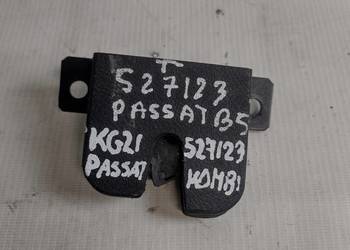 T
527123
PASSAT B5
KG21 527123
PASSAT KOMBI